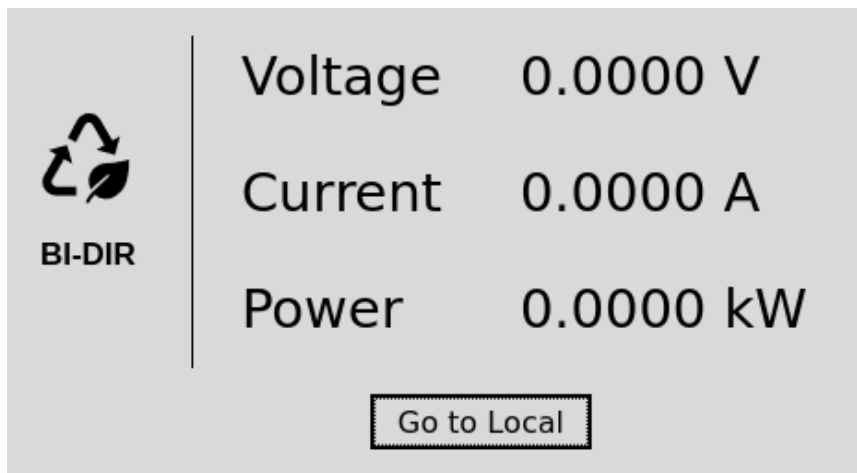 Voltage 0.0000 V
Current 0.0000 A
BI-DIR
Power 0.0000 kW
Go to Local